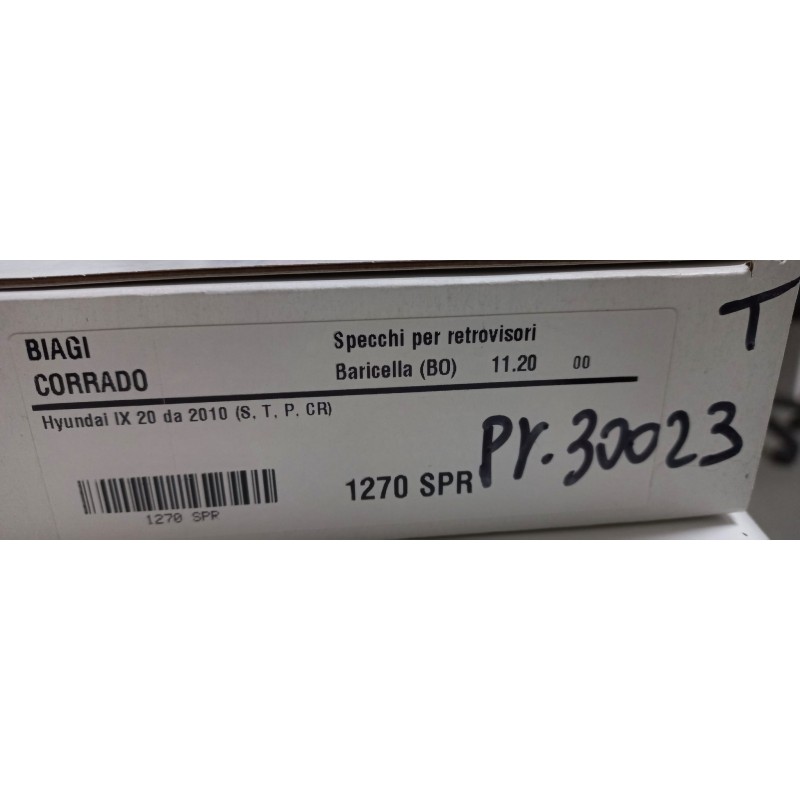 T
BIAGI
CORRADO
Specchi per retrovisori
Baricella (BO) 11.20 00
Hyundai IX 20 da 2010 (S, T, P. CR)
1270 SPR
1270 SPR
Pr.30023